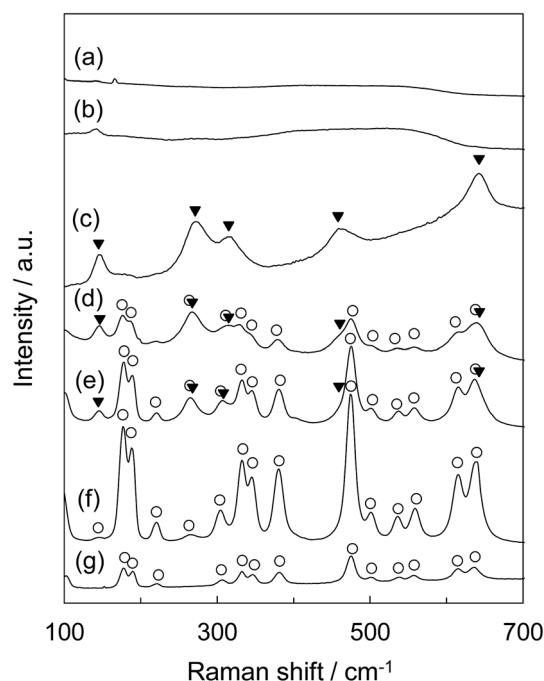 (a)
(b)
(c)
(d)
(e)
(f)
(g)
Intensity / a.u.
100 300 500 700
Raman shift / cm-1